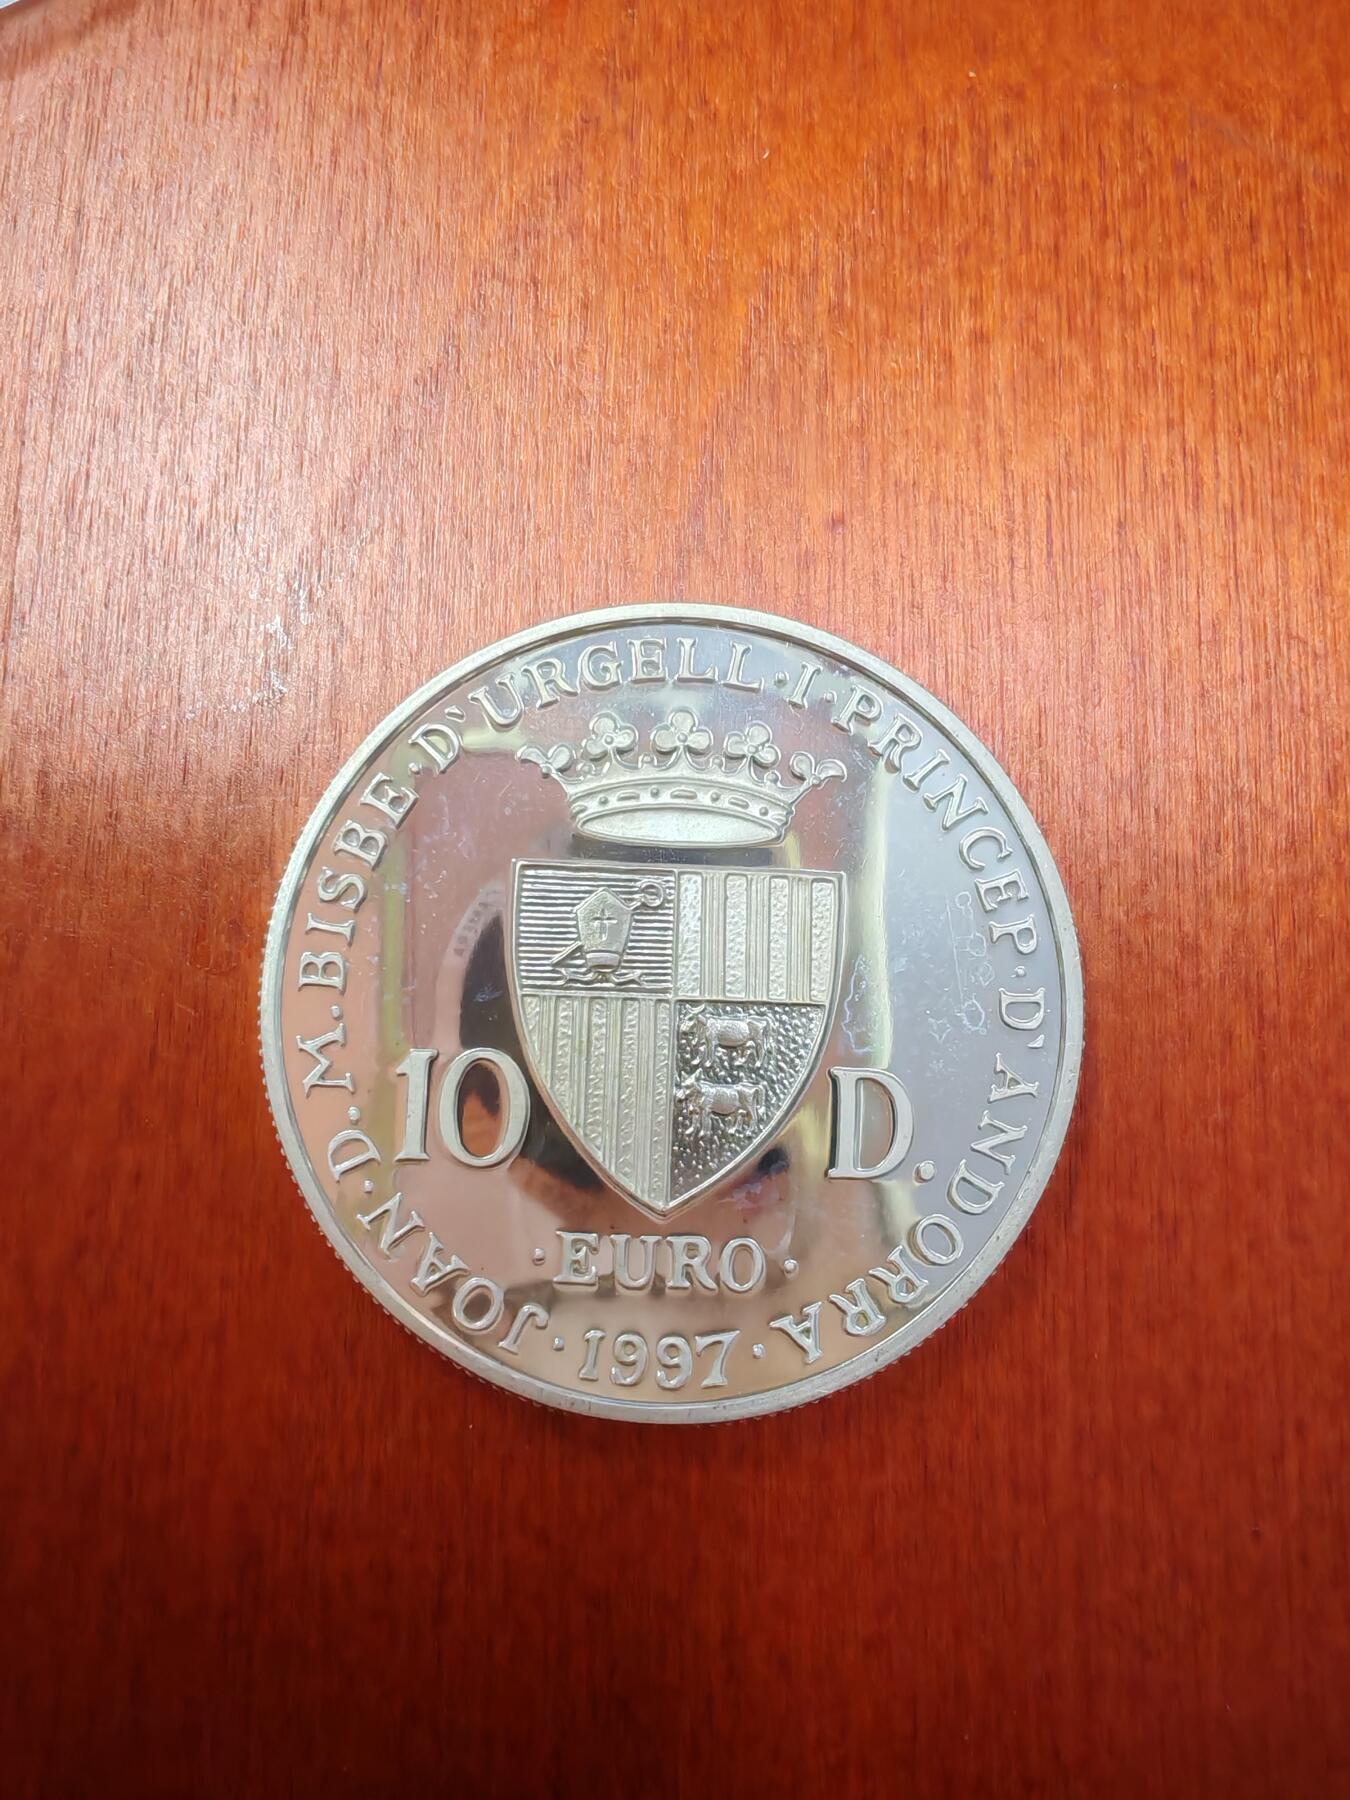 JOAN·D·D·M·BISBE·D'URGELL·I·PRINCEP·D'ANDORRA
10 D.
·EURO·
·1997·